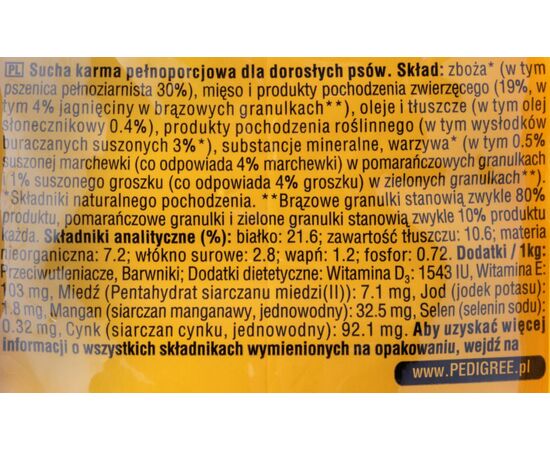 PL Sucha karma pełnoporcjowa dla dorosłych psów. Skład: zboża* (w tym
pszenica pełnoziarnista 30%), mięso i produkty pochodzenia zwierzęcego (19%, w
tym 4% jagnięciny w brązowych granulkach**), oleje i tłuszcze (w tym olej
słonecznikowy 0.4%), produkty pochodzenia roślinnego (w tym wysłodków
buraczanych suszonych 3%*), substancje mineralne, warzywa* (w tym 0.5%
suszonej marchewki (co odpowiada 4% marchewki) w pomarańczowych granulkach
i 1% suszonego groszku (co odpowiada 4% groszku) w zielonych granulkach**).
*Składniki naturalnego pochodzenia. **Brązowe granulki stanowią zwykle 80%
produktu, pomarańczowe granulki i zielone granulki stanowią zwykle 10% produktu
każda. Składniki analityczne (%): białko: 21.6; zawartość tłuszczu: 10.6; materia
nieorganiczna: 7.2; włókno surowe: 2.8; wapń: 1.2; fosfor: 0.72. Dodatki / 1kg:
Przeciwutleniacze, Barwniki; Dodatki dietetyczne: Witamina D3: 1543 IU, Witamina E:
103 mg, Miedź (Pentahydrat siarczanu miedzi(II)): 7.1 mg, Jod (jodek potasu):
1.8 mg, Mangan (siarczan manganawy, jednowodny): 32.5 mg, Selen (selenin sodu):
0.32 mg, Cynk (siarczan cynku, jednowodny): 92.1 mg. Aby uzyskać więcej
informacji o wszystkich składnikach wymienionych na opakowaniu, wejdź na
www.PEDIGREE.pl